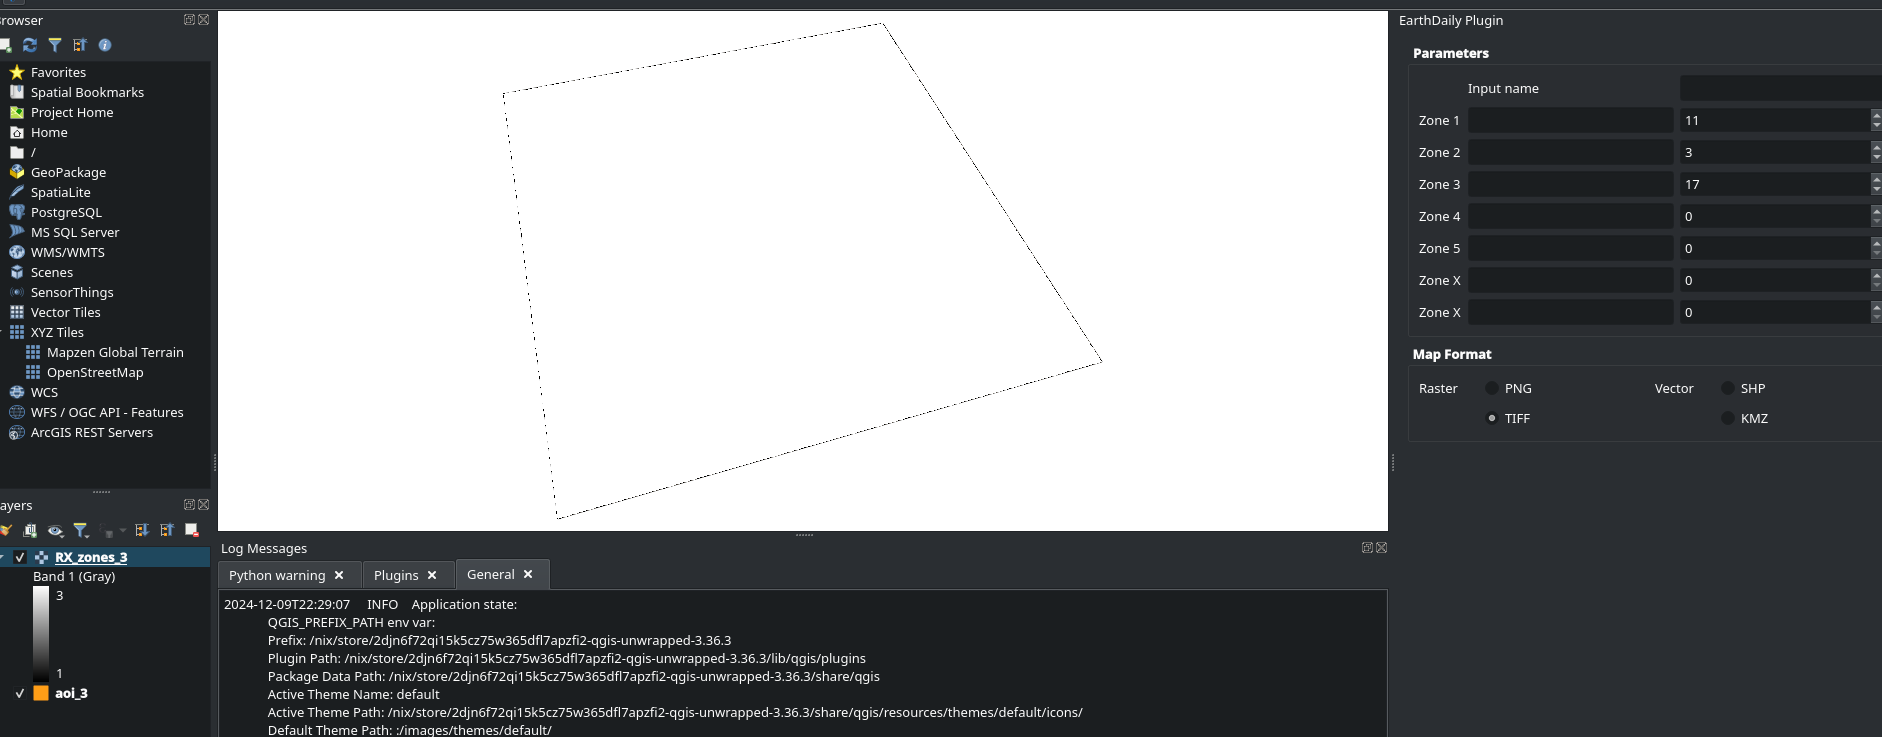 rowser
Favorites
Spatial Bookmarks
Project Home
Home
/
GeoPackage
SpatiaLite
PostgreSQL
MS SQL Server
WMS/WMTS
Scenes
SensorThings
Vector Tiles
XYZ Tiles
Mapzen Global Terrain
OpenStreetMap
WCS
WFS / OGC API - Features
ArcGIS REST Servers
ayers
RX_zones_3
Band 1 (Gray)
3
1
aoi_3
Log Messages
Python warning
Plugins
General
2024-12-09T22:29:07 INFO Application state:
QGIS_PREFIX_PATH env var:
Prefix: /nix/store/2djn6f72qi15k5cz75w365dfl7apzfi2-qgis-unwrapped-3.36.3
Plugin Path: /nix/store/2djn6f72qi15k5cz75w365dfl7apzfi2-qgis-unwrapped-3.36.3/lib/qgis/plugins
Package Data Path: /nix/store/2djn6f72qi15k5cz75w365dfl7apzfi2-qgis-unwrapped-3.36.3/share/qgis
Active Theme Name: default
Active Theme Path: /nix/store/2djn6f72qi15k5cz75w365dfl7apzfi2-qgis-unwrapped-3.36.3/share/qgis/resources/themes/default/icons/
Default Theme Path: :/images/themes/default/
EarthDaily Plugin
Parameters
Input name
Zone 1 11
Zone 2 3
Zone 3 17
Zone 4 0
Zone 5 0
Zone X 0
Zone X 0
Map Format
Raster PNG Vector SHP
TIFF KMZ